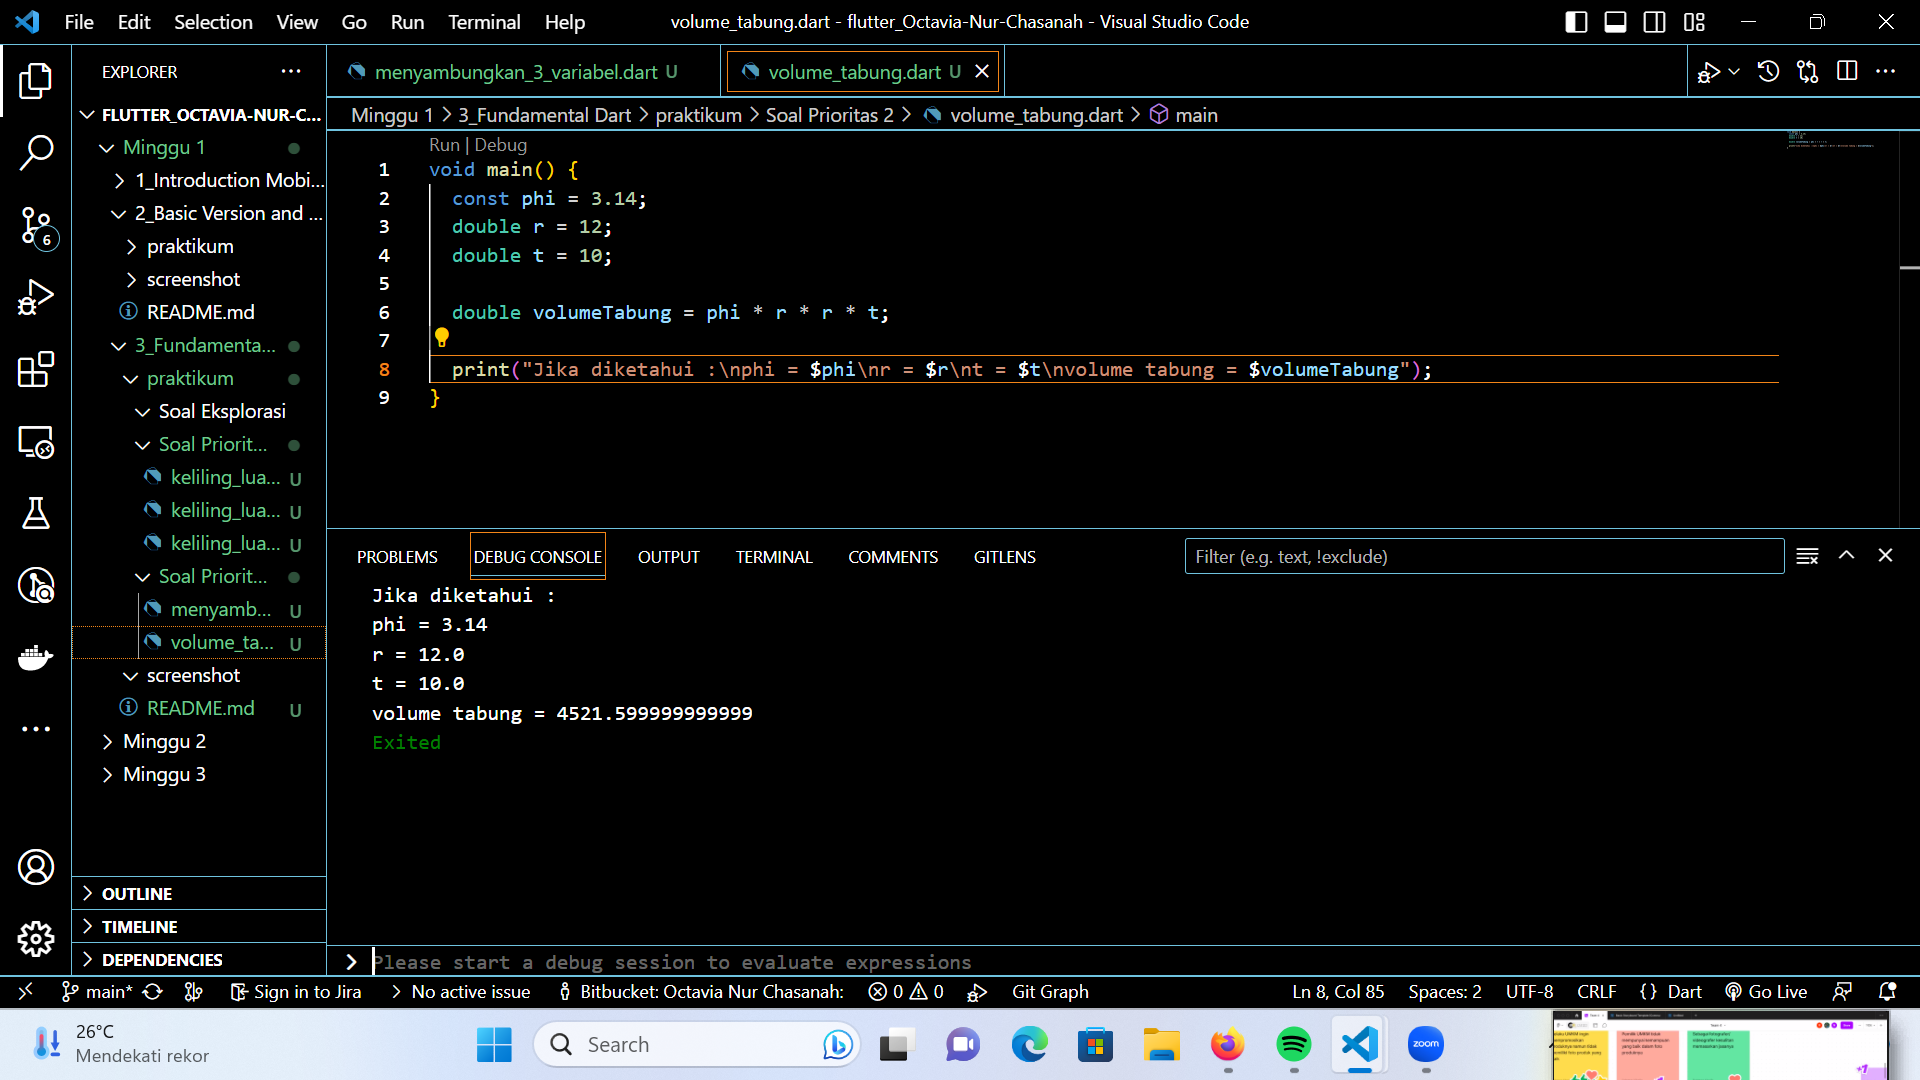 File Edit Selection View Go Run Terminal Help
volume_tabung.dart - flutter_Octavia-Nur-Chasanah - Visual Studio Code
EXPLORER
FLUTTER_OCTAVIA-NUR-C...
Minggu 1
1_Introduction Mobi...
2_Basic Version and ...
praktikum
screenshot
README.md
3_Fundamenta...
praktikum
Soal Eksplorasi
Soal Priorit...
keliling_lua... U
keliling_lua... U
keliling_lua... U
Soal Priorit...
menyamb... U
volume_ta... U
screenshot
README.md U
Minggu 2
Minggu 3
OUTLINE
TIMELINE
DEPENDENCIES
6
menyambungkan_3_variabel.dart U
volume_tabung.dart U
Minggu 1 > 3_Fundamental Dart > praktikum > Soal Prioritas 2 > volume_tabung.dart > main
Run | Debug
1 void main() {
2 const phi = 3.14;
3 double r = 12;
4 double t = 10;
5
6 double volumeTabung = phi * r * r * t;
7
8 print("Jika diketahui :\nphi = $phi\nr = $r\nt = $t\nvolume tabung = $volumeTabung");
9 }
PROBLEMS DEBUG CONSOLE OUTPUT TERMINAL COMMENTS GITLENS
Filter (e.g. text, !exclude)
Jika diketahui :
phi = 3.14
r = 12.0
t = 10.0
volume tabung = 4521.599999999999
Exited
Please start a debug session to evaluate expressions
main* Sign in to Jira No active issue Bitbucket: Octavia Nur Chasanah: 0 0 Git Graph
Ln 8, Col 85 Spaces: 2 UTF-8 CRLF {} Dart Go Live
26°C
Mendekati rekor
Search
zoom